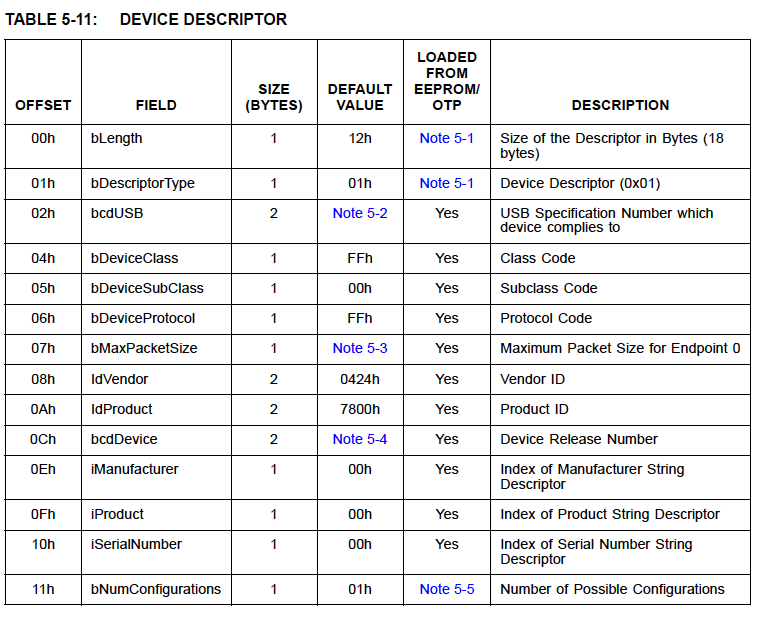 TABLE 5-11: DEVICE DESCRIPTOR
OFFSET FIELD SIZE (BYTES) DEFAULT VALUE LOADED FROM EEPROM/ OTP DESCRIPTION
00h bLength 1 12h Note 5-1 Size of the Descriptor in Bytes (18
bytes)
01h bDescriptorType 1 01h Note 5-1 Device Descriptor (0x01)
02h bcdUSB 2 Note 5-2 Yes USB Specification Number which
device complies to
04h bDeviceClass 1 FFh Yes Class Code
05h bDeviceSubClass 1 00h Yes Subclass Code
06h bDeviceProtocol 1 FFh Yes Protocol Code
07h bMaxPacketSize 1 Note 5-3 Yes Maximum Packet Size for Endpoint 0
08h IdVendor 2 0424h Yes Vendor ID
0Ah IdProduct 2 7800h Yes Product ID
0Ch bcdDevice 2 Note 5-4 Yes Device Release Number
0Eh iManufacturer 1 00h Yes Index of Manufacturer String
Descriptor
0Fh iProduct 1 00h Yes Index of Product String Descriptor
10h iSerialNumber 1 00h Yes Index of Serial Number String
Descriptor
11h bNumConfigurations 1 01h Note 5-5 Number of Possible Configurations